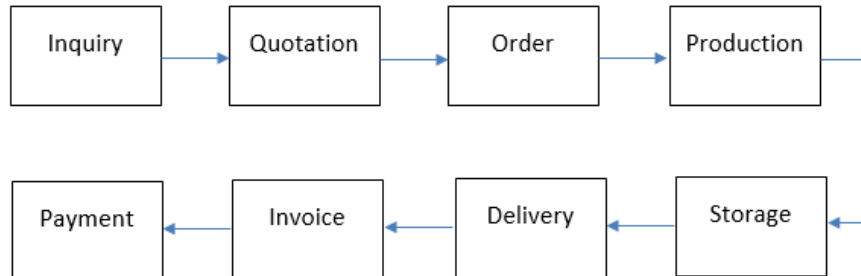 Inquiry
Quotation
Order
Production
Storage
Delivery
Invoice
Payment